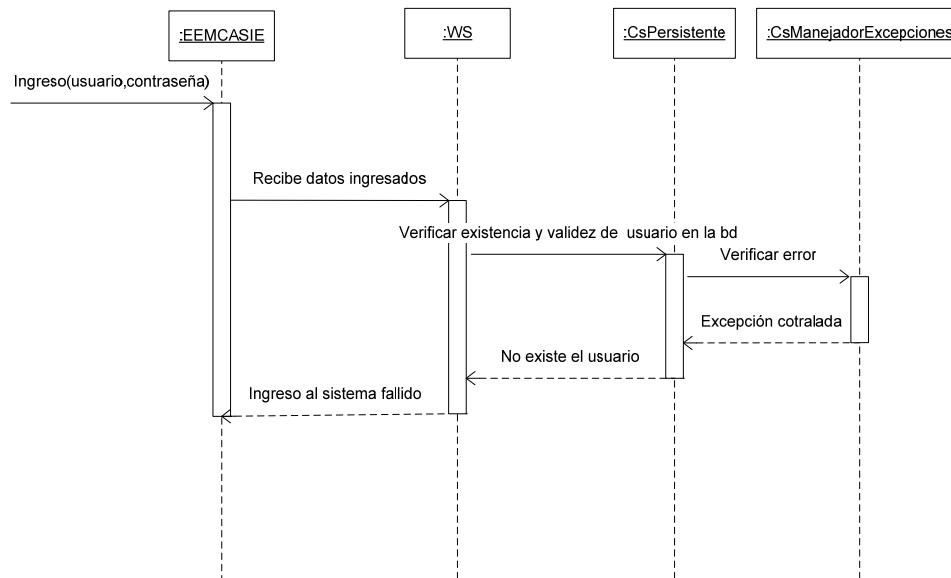 :EEMCASIE
:WS
:CsPersistente
:CsManejadorExcepciones
Ingreso(usuario,contraseña)
Recibe datos ingresados
Verificar existencia y validez de usuario en la bd
Verificar error
Excepción cotralada
No existe el usuario
Ingreso al sistema fallido